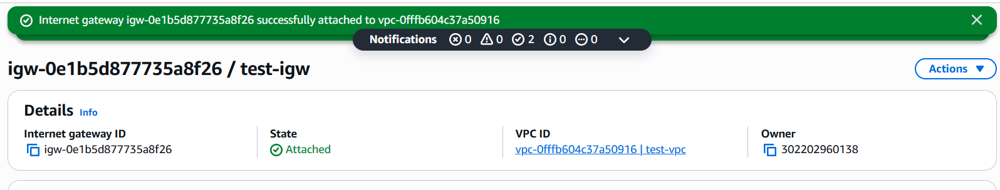 Internet gateway igw-0e1b5d877735a8f26 successfully attached to vpc-0fffb604c37a50916
Notifications 0 0 2 0 0
igw-0e1b5d877735a8f26 / test-igw
Actions
Details Info
Internet gateway ID State VPC ID Owner
igw-0e1b5d877735a8f26 Attached vpc-0fffb604c37a50916 | test-vpc 302202960138